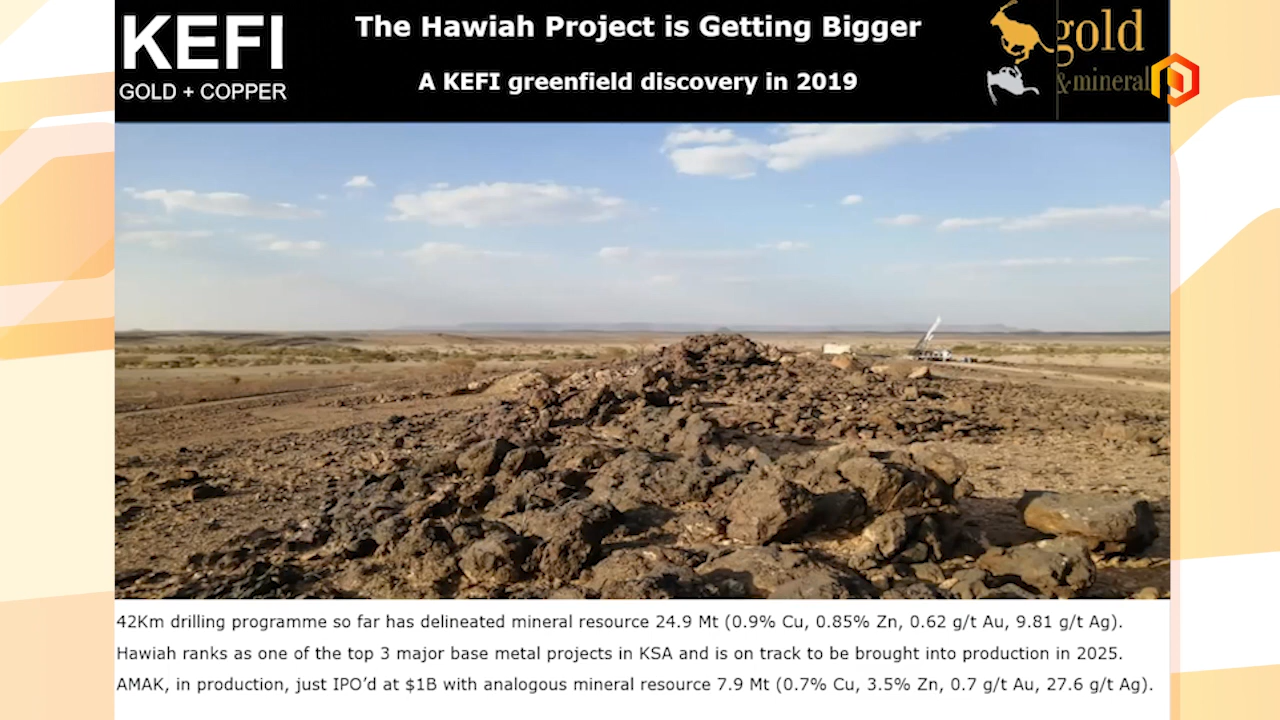 KEFI
GOLD + COPPER
The Hawiah Project is Getting Bigger
A KEFI greenfield discovery in 2019
gold
&mineral
42Km drilling programme so far has delineated mineral resource 24.9 Mt (0.9% Cu, 0.85% Zn, 0.62 g/t Au, 9.81 g/t Ag).
Hawiah ranks as one of the top 3 major base metal projects in KSA and is on track to be brought into production in 2025.
AMAK, in production, just IPO’d at $1B with analogous mineral resource 7.9 Mt (0.7% Cu, 3.5% Zn, 0.7 g/t Au, 27.6 g/t Ag).